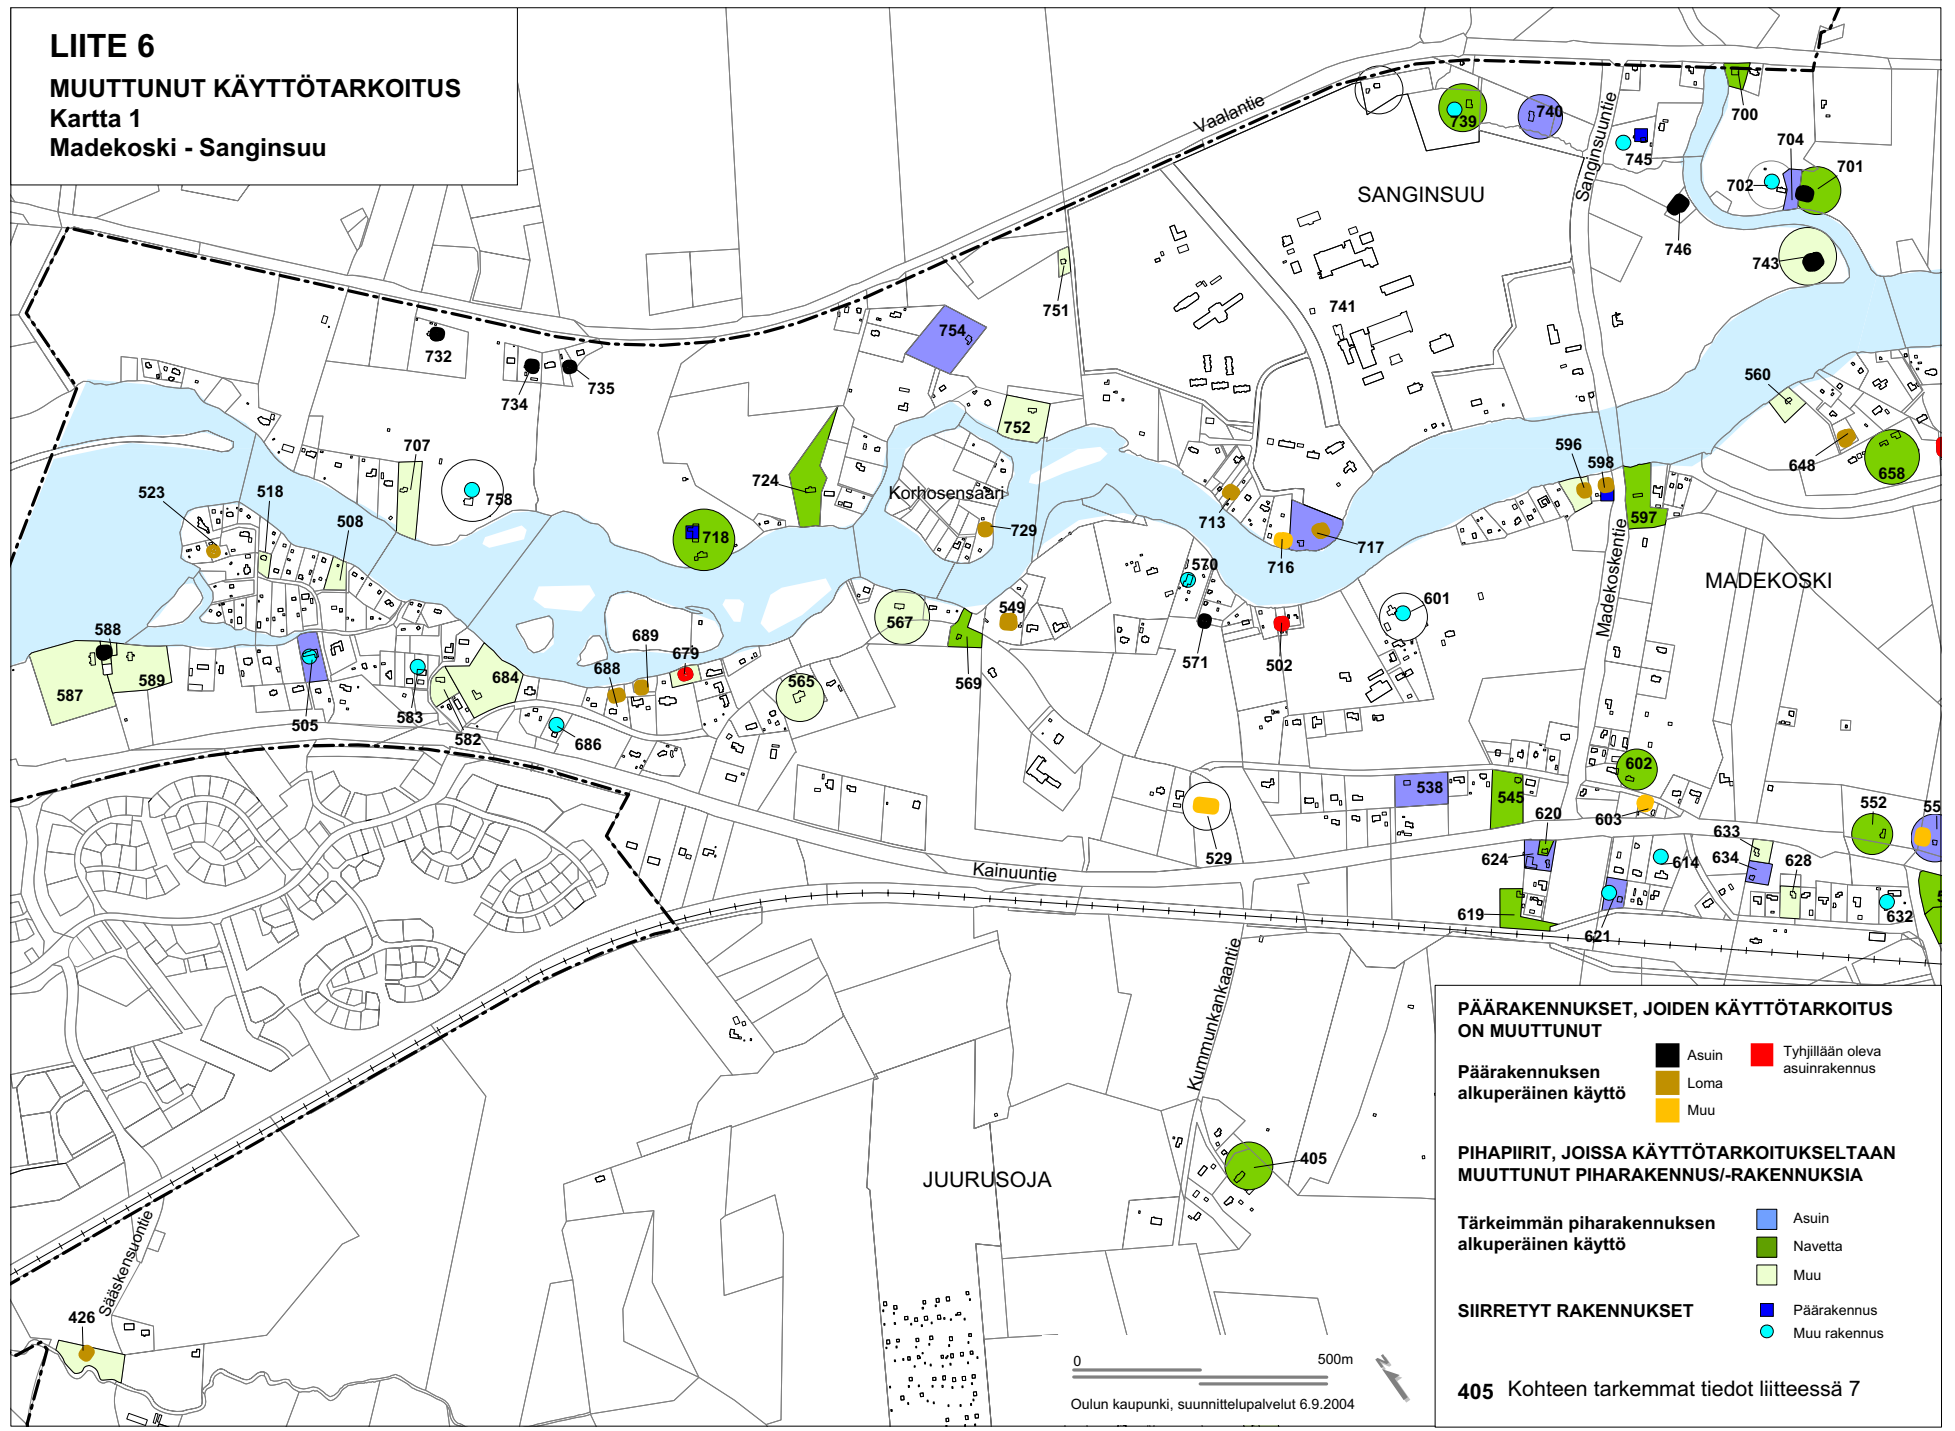 LIITE 6
MUUTTUNUT KÄYTTÖTARKOITUS
Kartta 1
Madekoski - Sanginsuu
Vaalantie
739
740
Sanginsuuntie
745
700
704
701
702
SANGINSUU
746
743
751
741
754
732
734
735
560
752
707
724
Korhosensaari
758
523
518
508
718
729
713
716
717
596
598
597
648
658
Madekoskentie
MADEKOSKI
570
601
549
567
569
571
502
588
587
589
505
583
582
684
688
689
679
565
686
538
545
602
603
552
55
529
620
624
614
633
634
628
619
621
632
5
Kainuuntie
Kummunkankaantie
405
JUURUSOJA
Sääskensuontie
426
0 500m
N
Oulun kaupunki, suunnittelupalvelut 6.9.2004
PÄÄRAKENNUKSET, JOIDEN KÄYTTÖTARKOITUS
ON MUUTTUNUT
Päärakennuksen
alkuperäinen käyttö
Asuin
Loma
Muu
Tyhjillään oleva
asuinrakennus
PIHAPIIRIT, JOISSA KÄYTTÖTARKOITUKSELTAAN
MUUTTUNUT PIHARAKENNUS/-RAKENNUKSIA
Tärkeimmän piharakennuksen
alkuperäinen käyttö
Asuin
Navetta
Muu
SIIRRETYT RAKENNUKSET
Päärakennus
Muu rakennus
405 Kohteen tarkemmat tiedot liitteessä 7